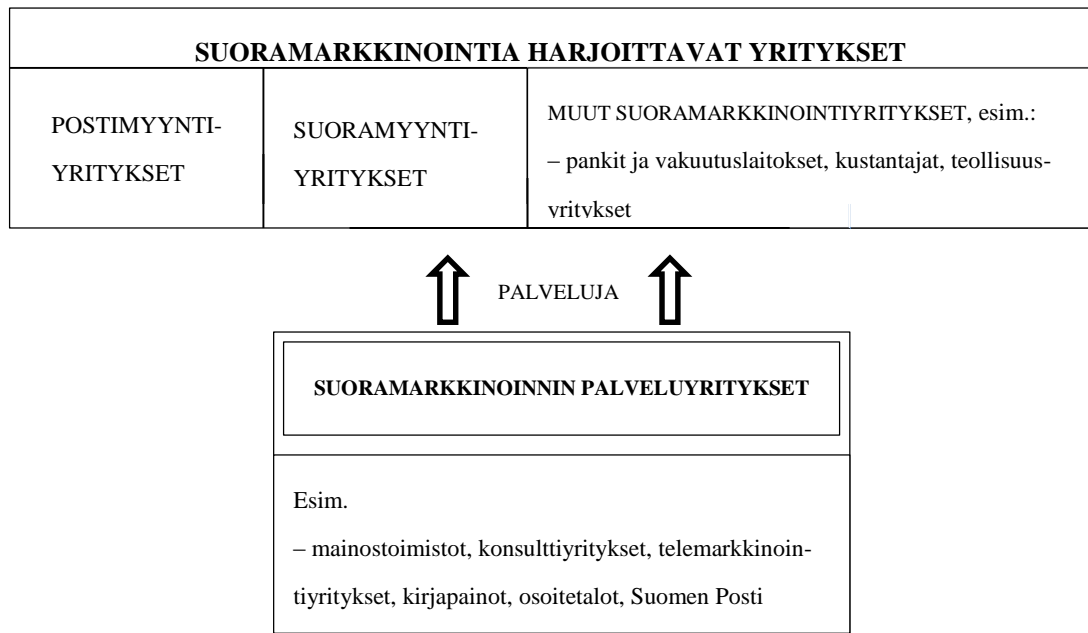 SUORAMARKKINOINTIA HARJOITTAVAT YRITYKSET
POSTIMYYNTI-
YRITYKSET
SUORAMYYNTI-
YRITYKSET
MUUT SUORAMARKKINOINTIYRITYKSET, esim.:
– pankit ja vakuutuslaitokset, kustantajat, teollisuus-
yritykset
PALVELUJA
SUORAMARKKINOINNIN PALVELUYRITYKSET
Esim.
– mainostoimistot, konsulttiyritykset, telemarkkinoin-
tiyritykset, kirjapainot, osoitetalot, Suomen Posti